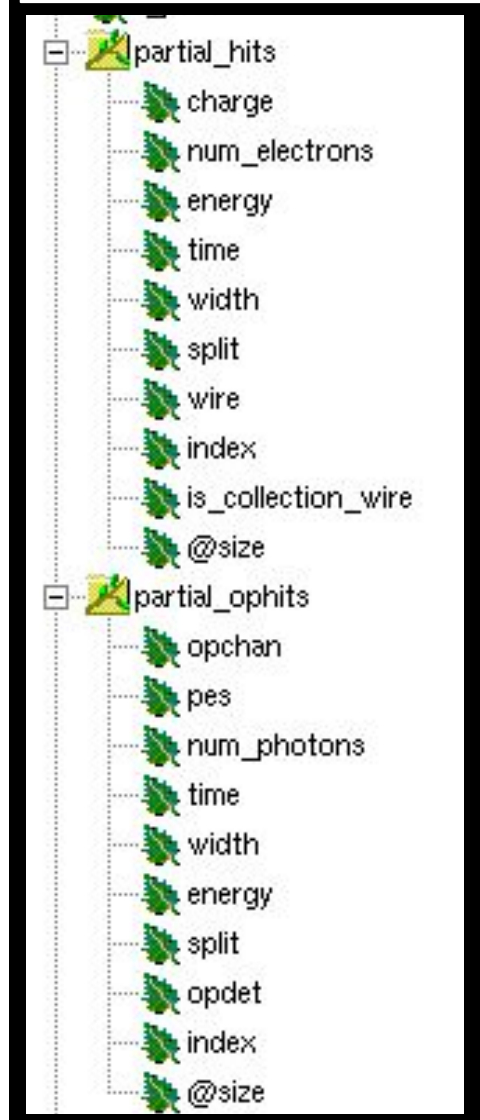 partial_hits
charge
num_electrons
energy
time
width
split
wire
index
is_collection_wire
@size
partial_ophits
opchan
pes
num_photons
time
width
energy
split
opdet
index
@size